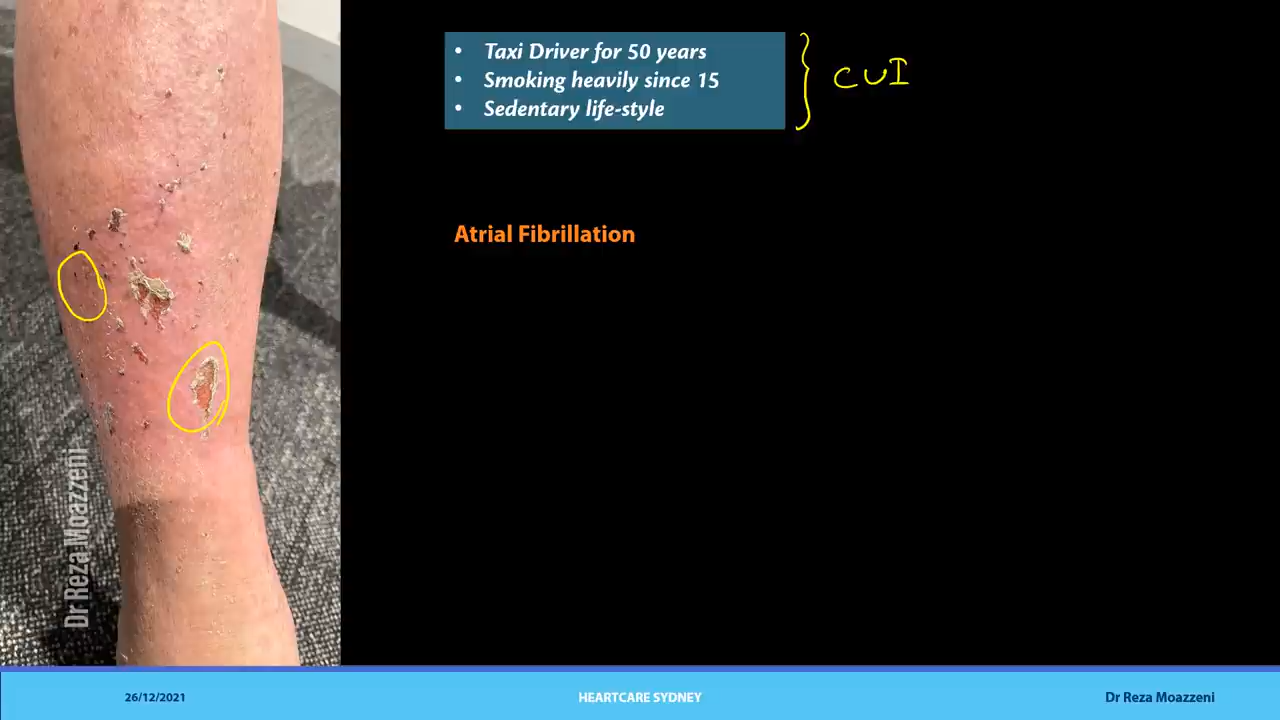 • Taxi Driver for 50 years
• Smoking heavily since 15
• Sedentary life-style
CVI
Atrial Fibrillation
Dr Reza Moazzeni
26/12/2021
HEARTCARE SYDNEY
Dr Reza Moazzeni